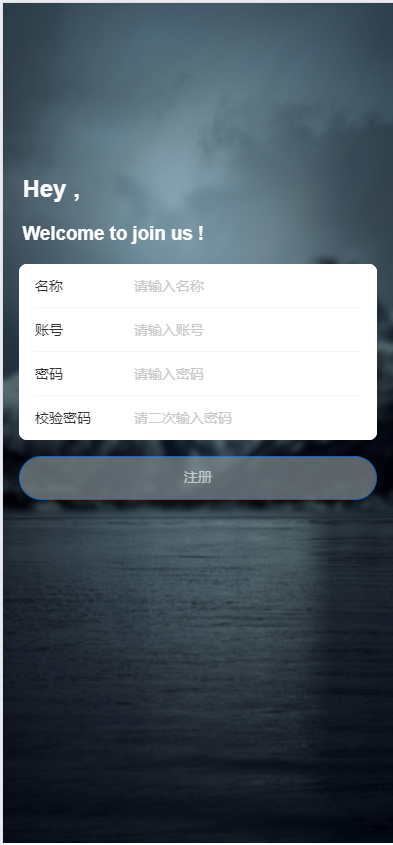 Hey ,
Welcome to join us !
名称 请输入名称
账号 请输入账号
密码 请输入密码
校验密码 请二次输入密码
注册